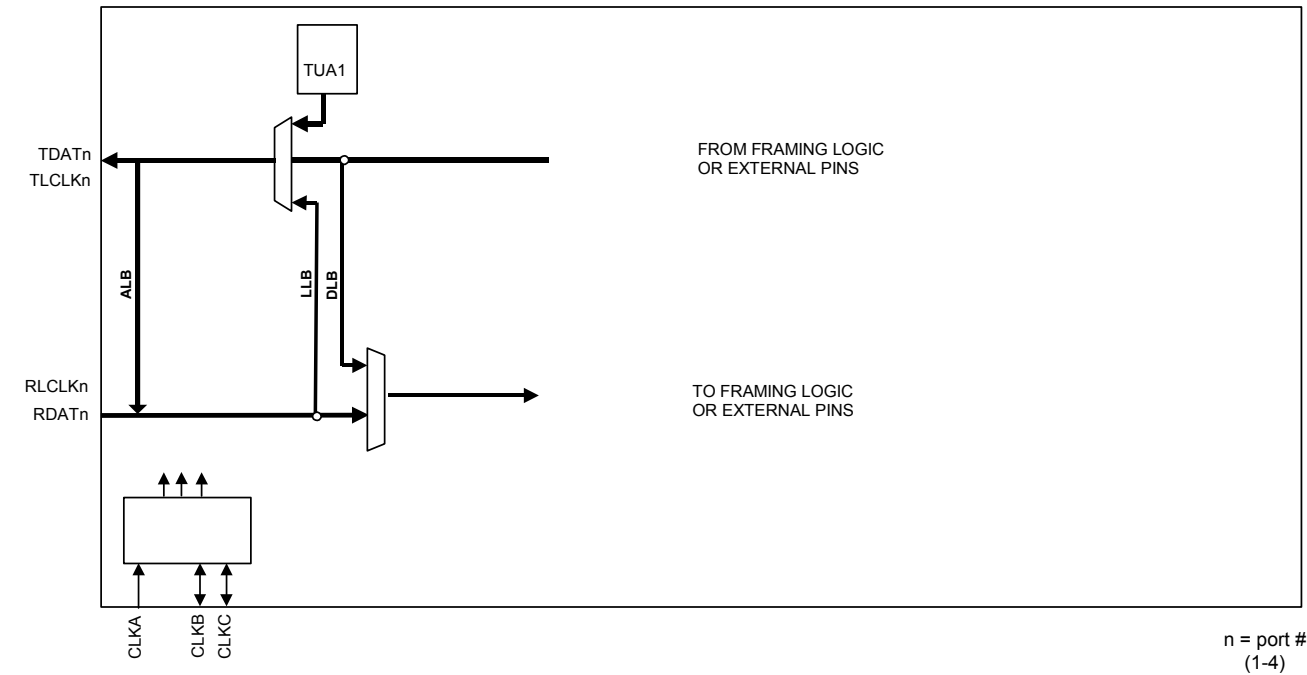 TUA1
TDATn
TLCLKn
FROM FRAMING LOGIC
OR EXTERNAL PINS
ALB
LLB
DLB
RLCLKn
RDATn
TO FRAMING LOGIC
OR EXTERNAL PINS
CLKA
CLKB
CLKC
n = port #
(1-4)